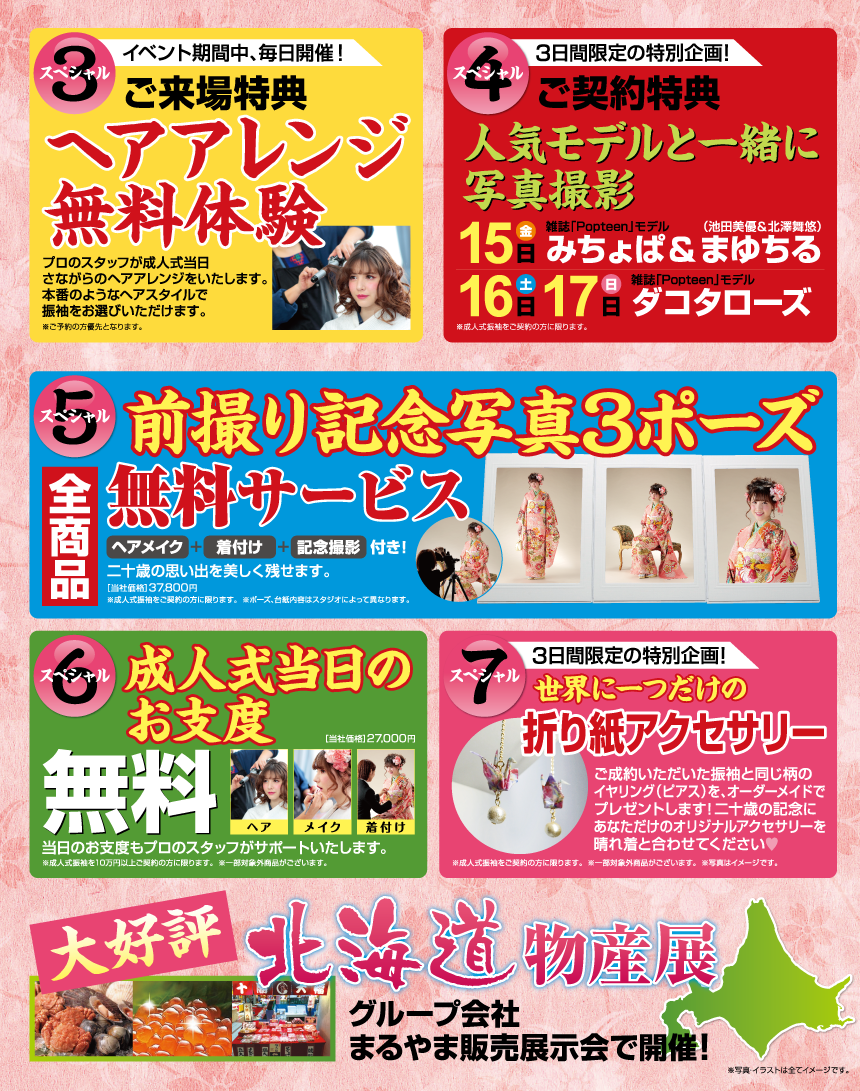 スペシャル3
イベント期間中、毎日開催!
ご来場特典
ヘアアレンジ
無料体験
プロのスタッフが成人式当日
さながらのヘアアレンジをいたします。
本番のようなヘアスタイルで
振袖をお選びいただけます。
※ご予約の方優先となります。
スペシャル4
3日間限定の特別企画!
ご契約特典
人気モデルと一緒に
写真撮影
15日金 雑誌「Popteen」モデル (池田美優&北澤舞悠)
みちょぱ&まゆちる
16日土 17日日 雑誌「Popteen」モデル
ダコタローズ
※成人式振袖をご契約の方に限ります。
スペシャル5
前撮り記念写真3ポーズ
全商品
無料サービス
ヘアメイク+着付け+記念撮影付き!
二十歳の思い出を美しく残せます。
[当社価格]37,800円
※成人式振袖をご契約の方に限ります。 ※ポーズ、台紙内容はスタジオによって異なります。
スペシャル6
成人式当日の
お支度
[当社価格]27,000円
無料
ヘア メイク 着付け
当日のお支度もプロのスタッフがサポートいたします。
※成人式振袖を10万円以上ご契約の方に限ります。 ※一部対象外商品がございます。
スペシャル7
3日間限定の特別企画!
世界に一つだけの
折り紙アクセサリー
ご成約いただいた振袖と同じ柄の
イヤリング(ピアス)を、オーダーメイドで
プレゼントします!二十歳の記念に
あなただけのオリジナルアクセサリーを
晴れ着と合わせてください♥
※成人式振袖をご契約の方に限ります。 ※一部対象外商品がございます。 ※写真はイメージです。
大好評
北海道物産展
グループ会社
まるやま販売展示会で開催!
※写真・イラストは全てイメージです。